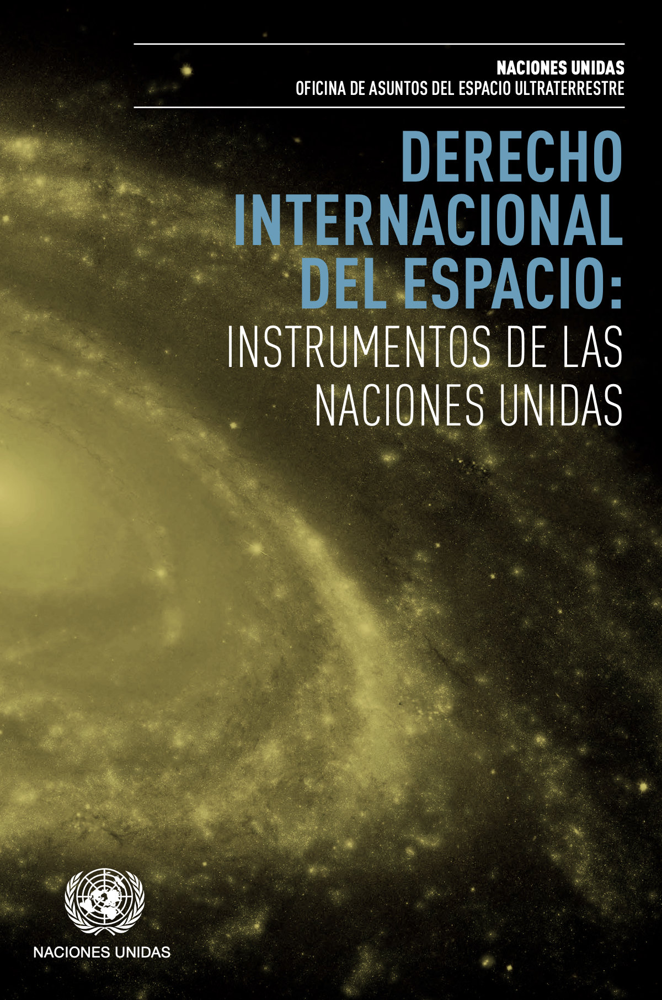 NACIONES UNIDAS
OFICINA DE ASUNTOS DEL ESPACIO ULTRATERRESTRE
DERECHO
INTERNACIONAL
DEL ESPACIO:
INSTRUMENTOS DE LAS
NACIONES UNIDAS
NACIONES UNIDAS